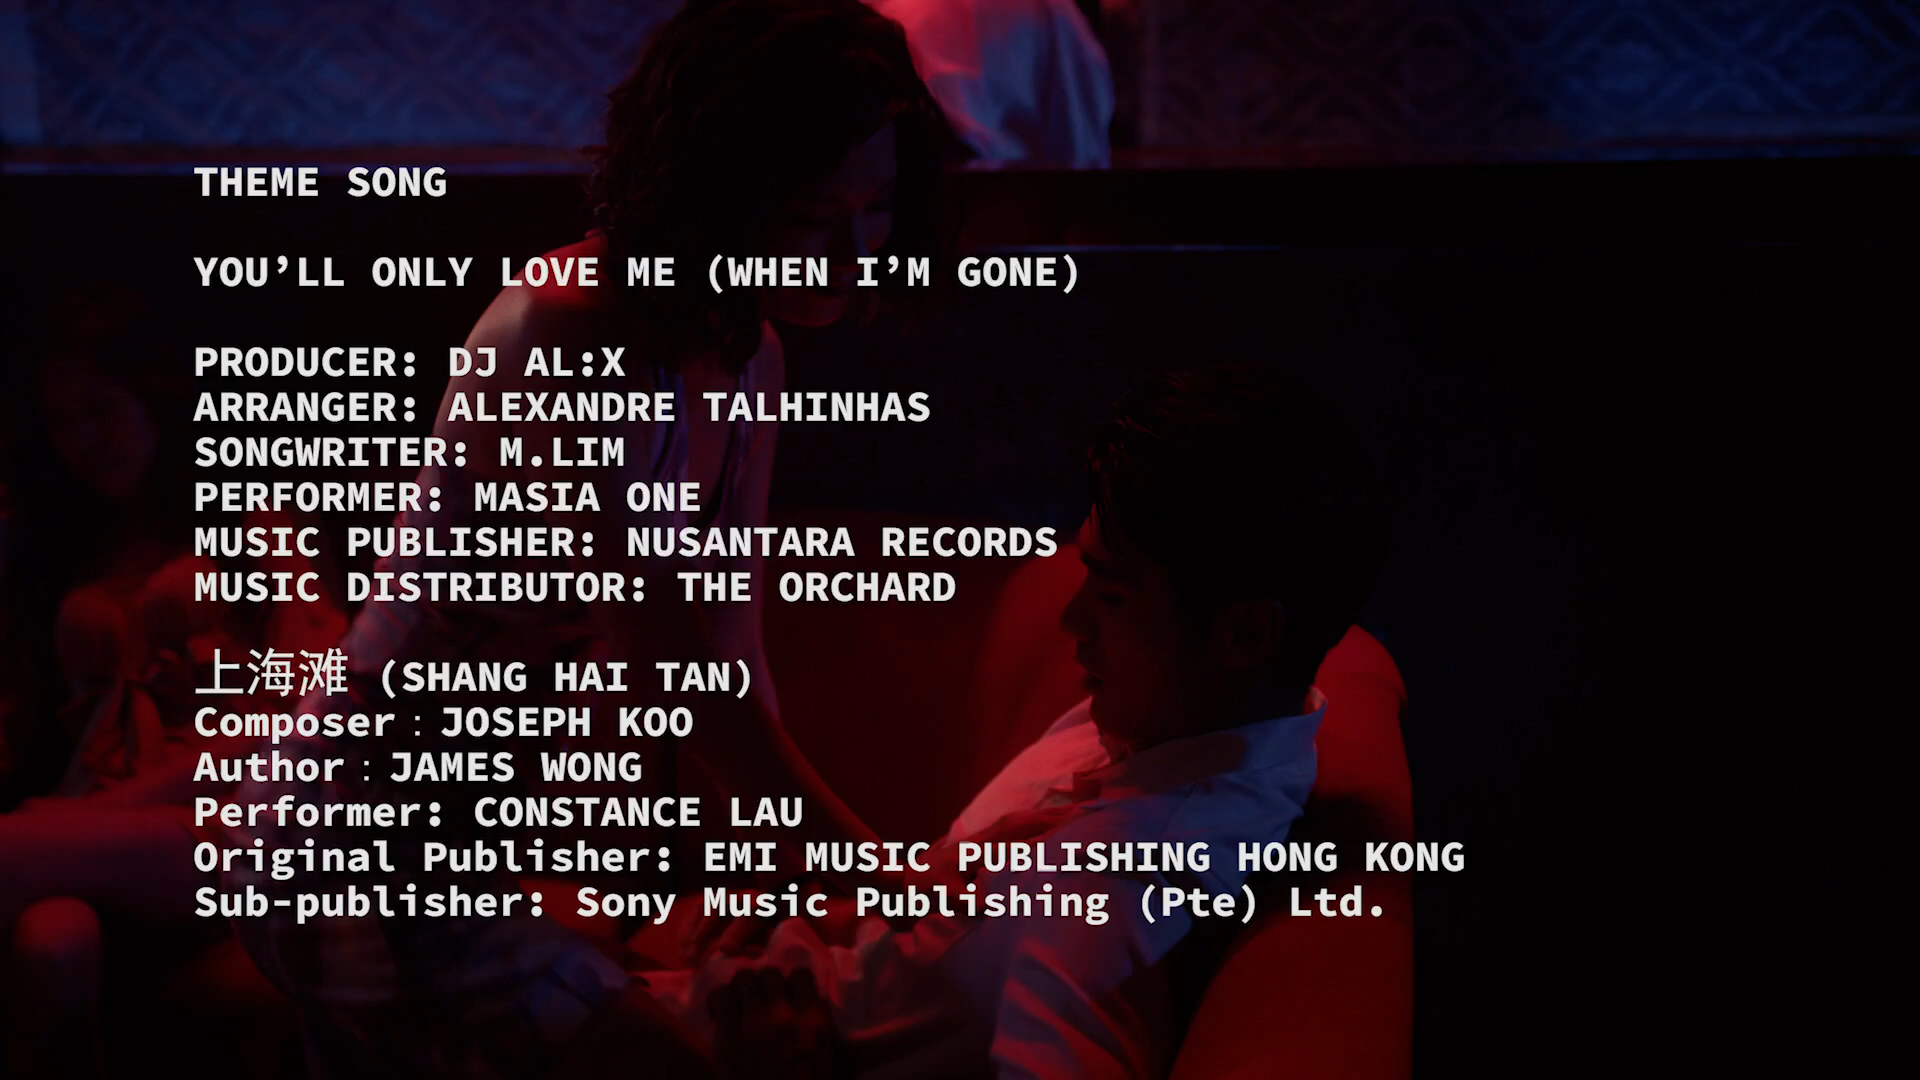 THEME SONG
YOU’LL ONLY LOVE ME (WHEN I’M GONE)
PRODUCER: DJ AL:X
ARRANGER: ALEXANDRE TALHINHAS
SONGWRITER: M.LIM
PERFORMER: MASIA ONE
MUSIC PUBLISHER: NUSANTARA RECORDS
MUSIC DISTRIBUTOR: THE ORCHARD
上海滩 (SHANG HAI TAN)
Composer：JOSEPH KOO
Author：JAMES WONG
Performer: CONSTANCE LAU
Original Publisher: EMI MUSIC PUBLISHING HONG KONG
Sub-publisher: Sony Music Publishing (Pte) Ltd.